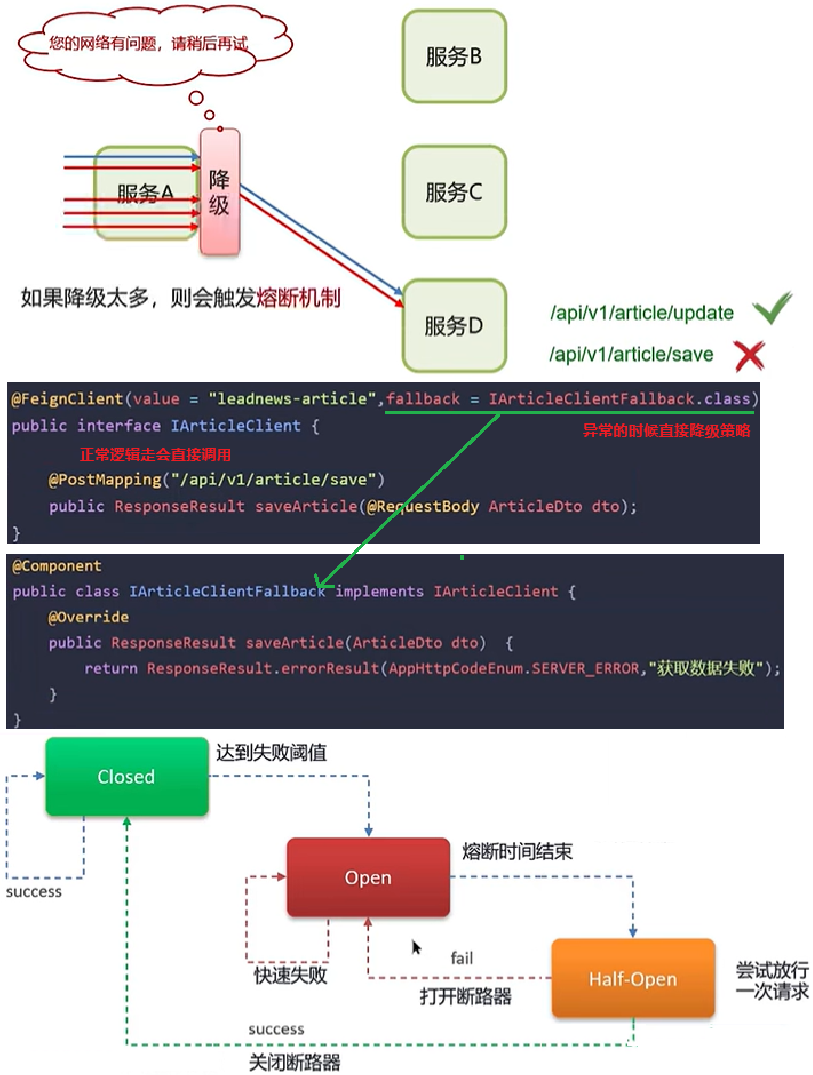 您的网络有问题，请稍后再试
服务B
服务A
降级
服务C
如果降级太多，则会触发熔断机制
服务D
/api/v1/article/update
/api/v1/article/save
@FeignClient(value = "leadnews-article",fallback = IArticleClientFallback.class)
public interface IArticleClient {
异常的时候直接降级策略
正常逻辑走会直接调用
@PostMapping("/api/v1/article/save")
public ResponseResult saveArticle(@RequestBody ArticleDto dto);
}
@Component
public class IArticleClientFallback implements IArticleClient {
@Override
public ResponseResult saveArticle(ArticleDto dto) {
return ResponseResult.errorResult(AppHttpCodeEnum.SERVER_ERROR,"获取数据失败");
}
}
Closed
达到失败阈值
success
Open
熔断时间结束
快速失败
fail
打开断路器
Half-Open
尝试放行
一次请求
success
关闭断路器